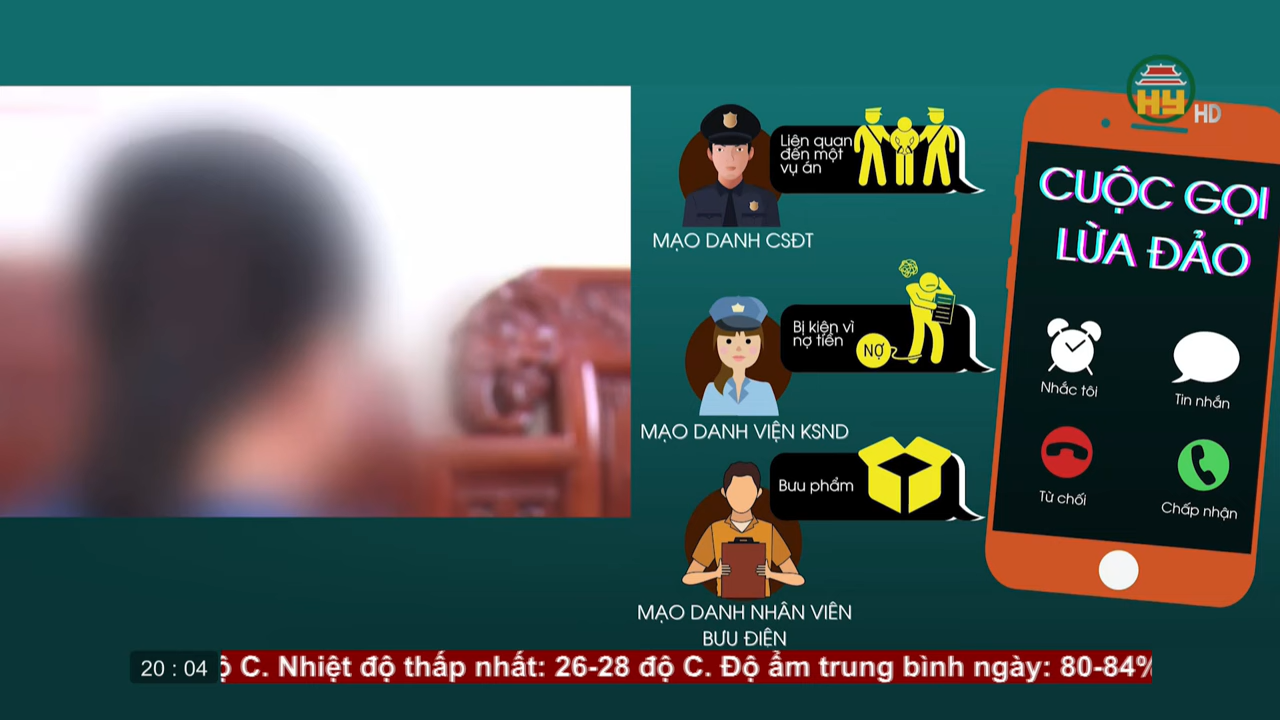 HY
HD
CUỘC GỌI
LỪA ĐẢO
Liên quan
đến một
vụ án
MẠO DANH CSĐT
Bị kiện vì
nợ tiền
NỢ
MẠO DANH VIỆN KSND
Bưu phẩm
MẠO DANH NHÂN VIÊN
BƯU ĐIỆN
Nhắc tôi
Tin nhắn
Từ chối
Chấp nhận
20 : 04
độ C. Nhiệt độ thấp nhất: 26-28 độ C. Độ ẩm trung bình ngày: 80-84%